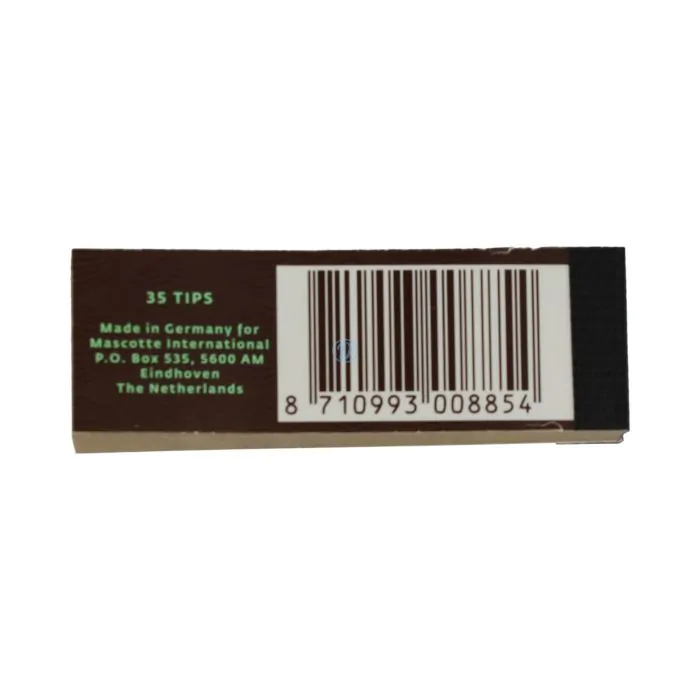 35 TIPS
Made in Germany for
Mascotte International
P.O. Box 535, 5600 AM
Eindhoven
The Netherlands
8 710993 008854